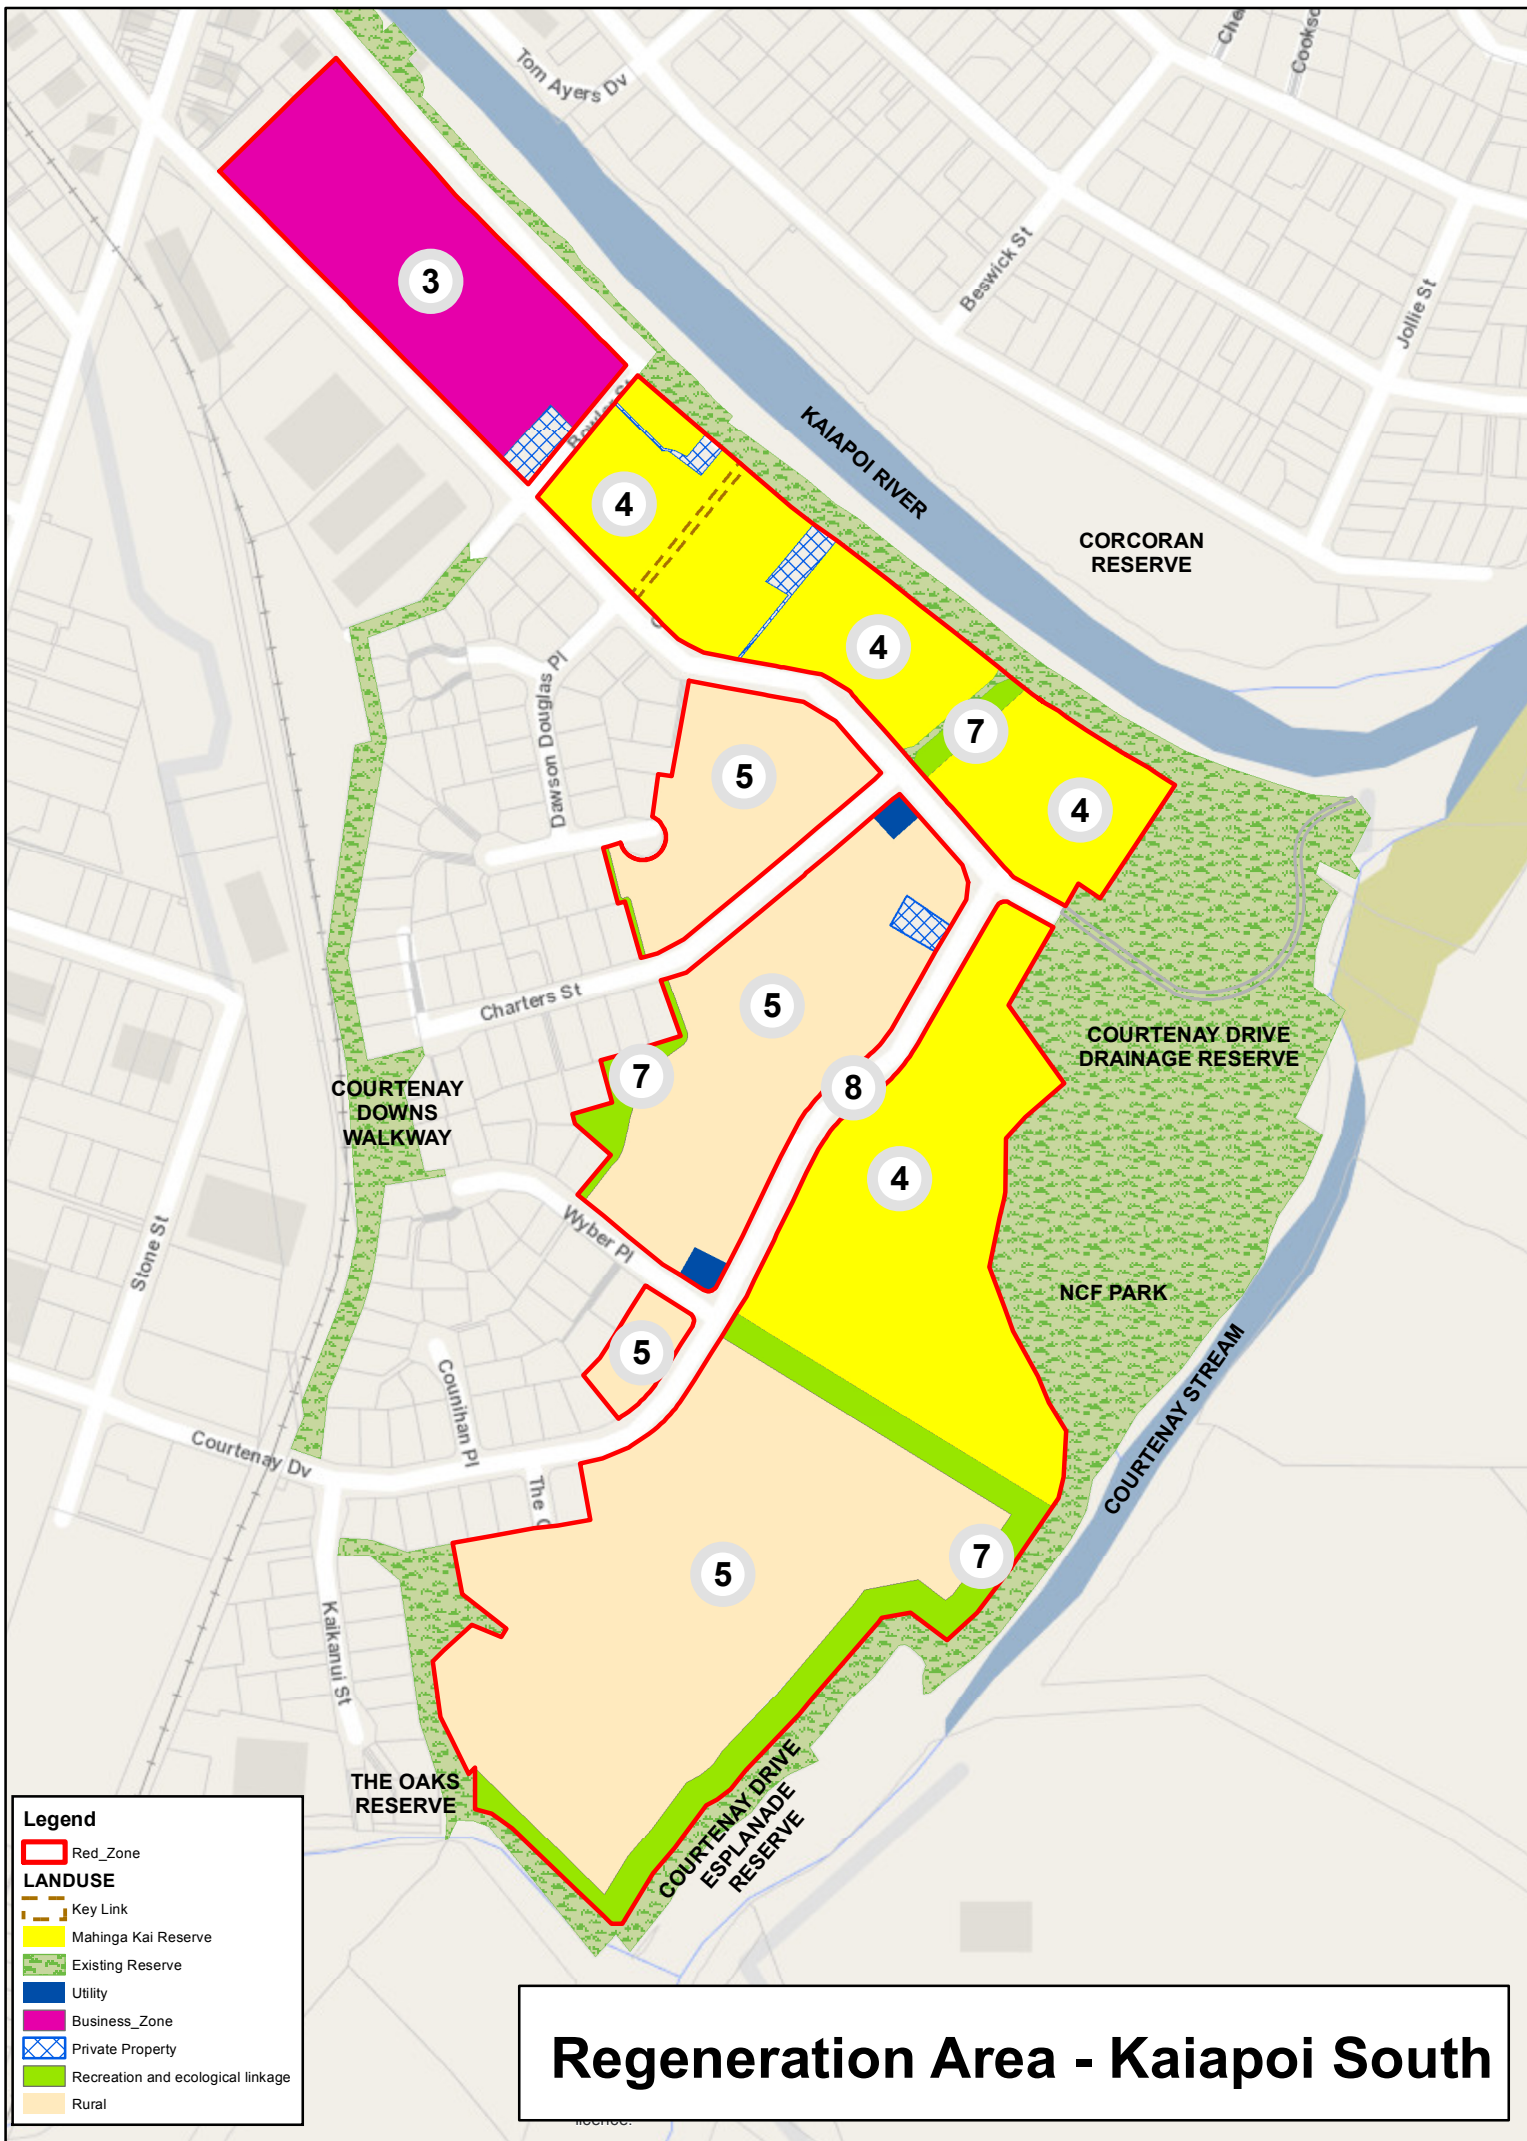 Tom Ayers Dv
Che
Cookso
3
Beswick St
Jollie St
KAIAPOI RIVER
4
CORCORAN
RESERVE
Dawson Douglas Pl
4
7
5
4
Charters St
5
COURTENAY DRIVE
DRAINAGE RESERVE
7
8
COURTENAY
DOWNS
WALKWAY
4
Stone St
Wyber Pl
NCF PARK
5
Counihan Pl
COURTENAY STREAM
Courtenay Dv
The
7
5
Kaikanui St
THE OAKS
RESERVE
COURTENAY DRIVE
ESPLANADE
RESERVE
Legend
Red_Zone
LANDUSE
Key Link
Mahinga Kai Reserve
Existing Reserve
Utility
Business_Zone
Private Property
Recreation and ecological linkage
Rural
Regeneration Area - Kaiapoi South